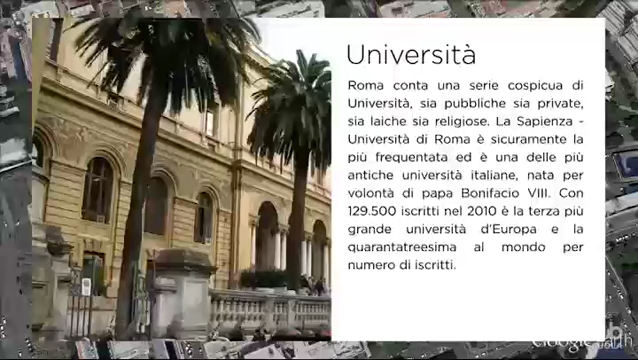 Università
Roma conta una serie cospicua di
Università, sia pubbliche sia private,
sia laiche sia religiose. La Sapienza -
Università di Roma è sicuramente la
più frequentata ed è una delle più
antiche università italiane, nata per
volontà di papa Bonifacio VIII. Con
129.500 iscritti nel 2010 è la terza più
grande università d'Europa e la
quarantatreesima al mondo per
numero di iscritti.